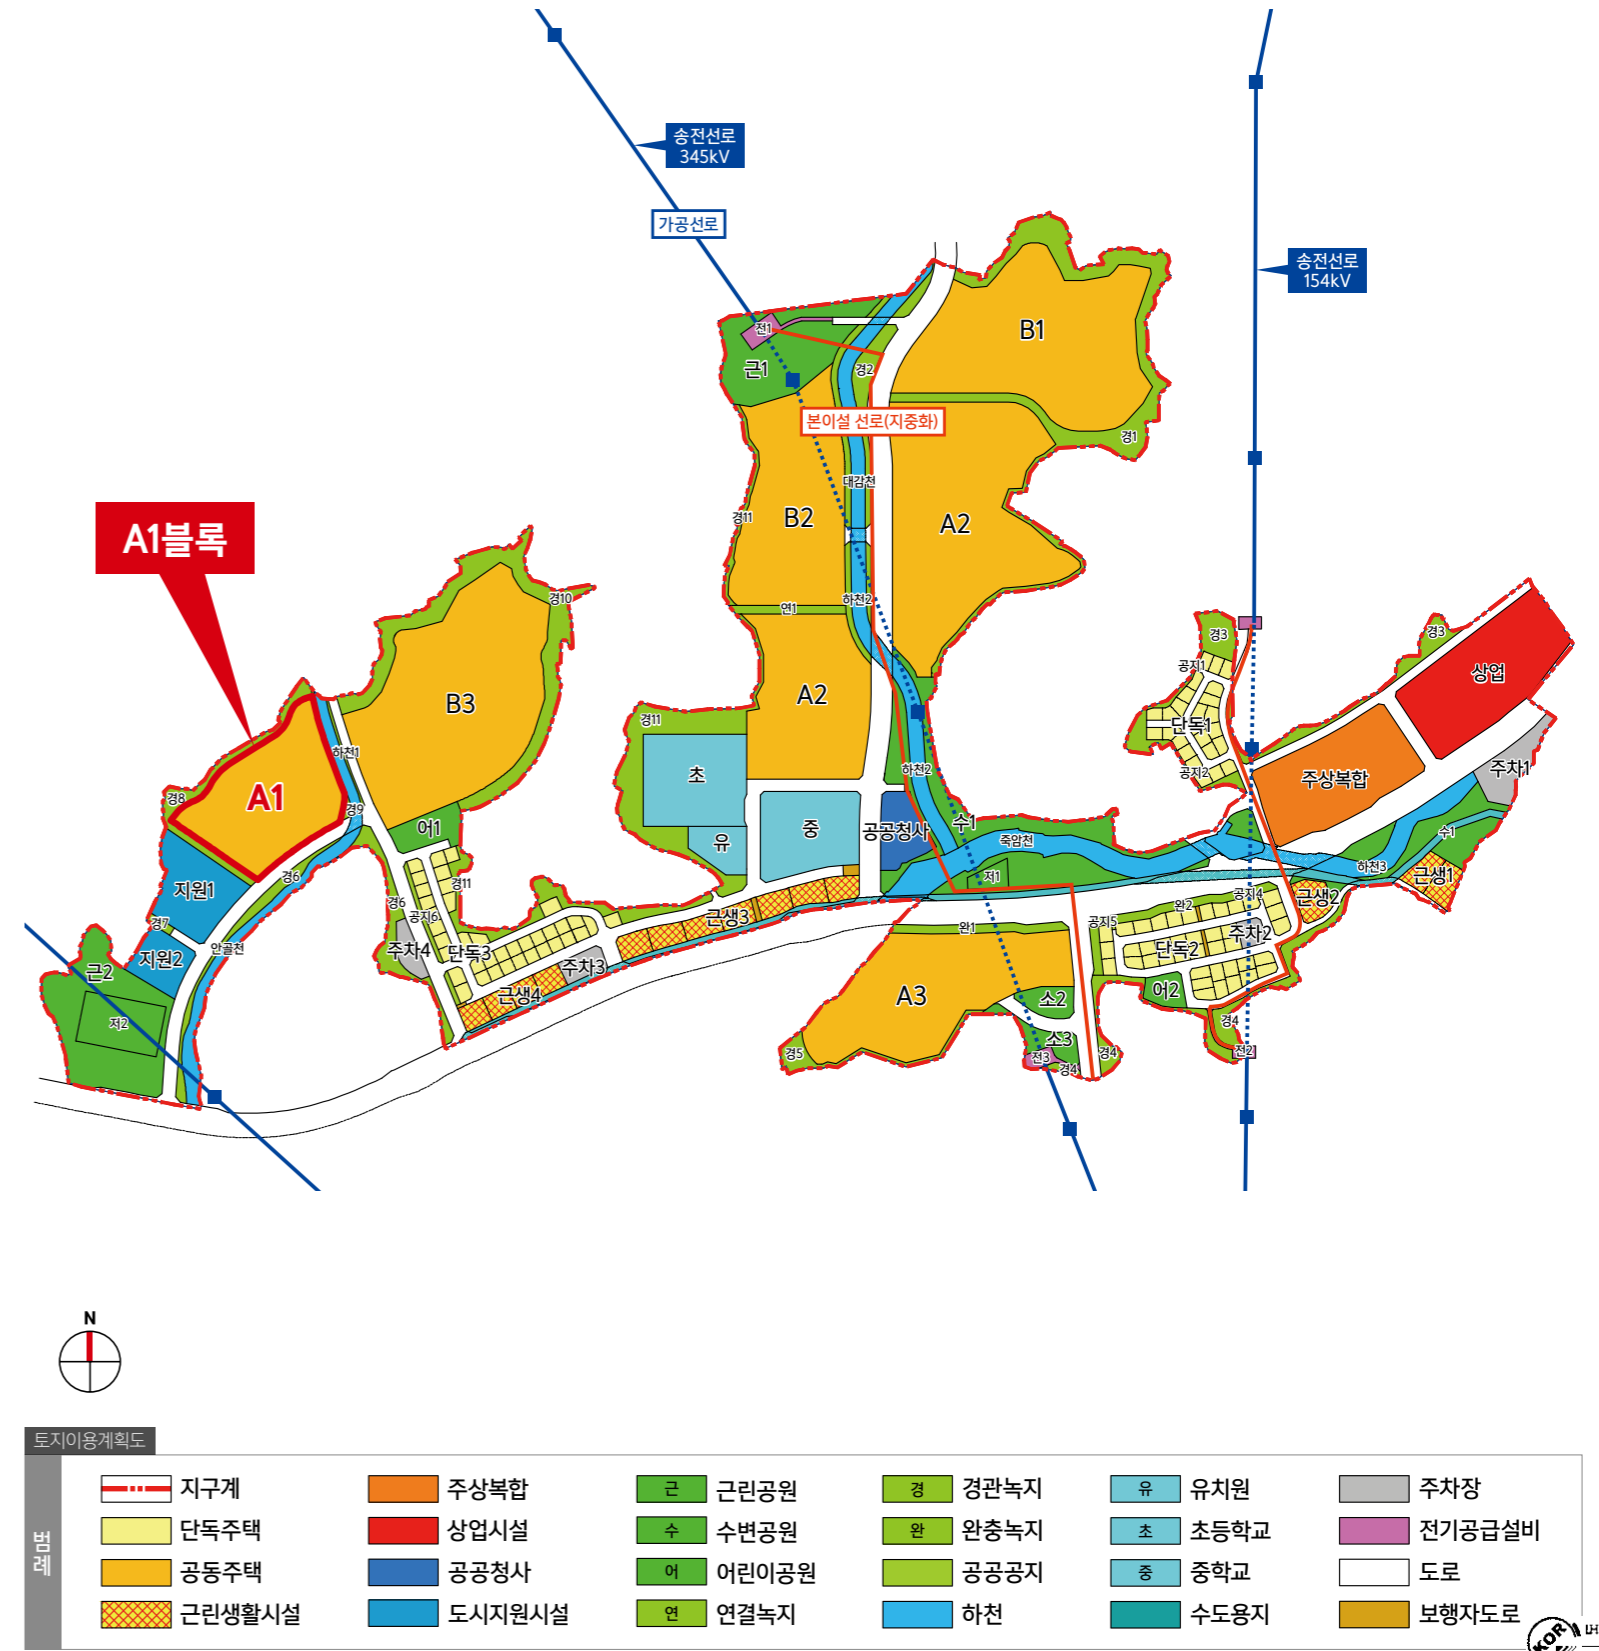 송전선로
345kV
가공선로
송전선로
154kV
전1
근1
경2
B1
본이설 선로(지중화)
경1
대감천
경11
B2
A2
A1블록
경10
연1
하천2
경3
공지1
경3
상업
B3
A2
경11
단독1
하천1
초
하천2
공지2
주상복합
주차1
경8
A1
경9
어1
유
중
공공청사
수1
죽암천
수1
하천3
지원1
경6
경11
저1
근생1
경7
경6
공지6
근생3
완1
공지5
완2
공지4
근생2
안골천
지원2
주차4
단독3
주차3
단독2
주차2
근2
근생4
A3
소2
어2
저2
소3
경4
경5
전3
경4
경4
전2
N
토지이용계획도
범례
지구계
주상복합
근 근린공원
경 경관녹지
유 유치원
주차장
단독주택
상업시설
수 수변공원
완 완충녹지
초 초등학교
전기공급설비
공동주택
공공청사
어 어린이공원
공공공지
중 중학교
도로
근린생활시설
도시지원시설
연 연결녹지
하천
수도용지
보행자도로
KOR